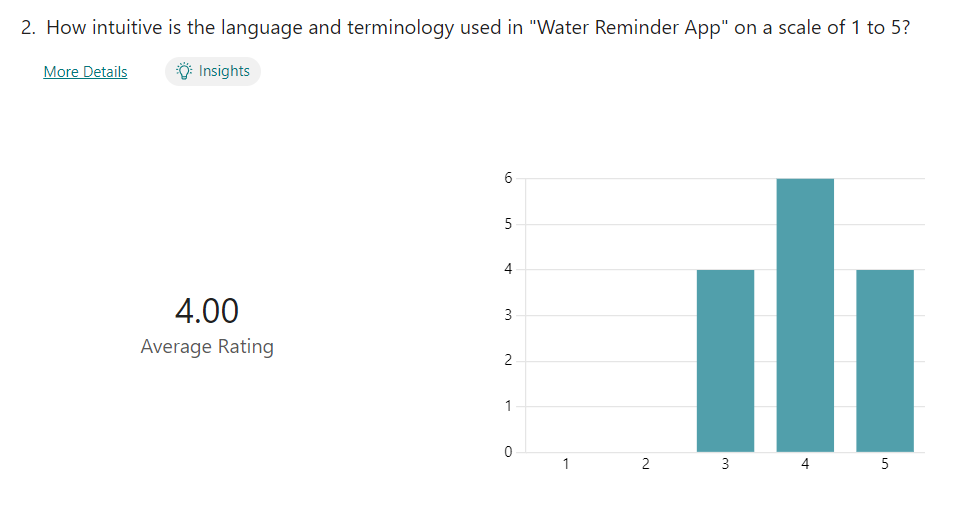 2. How intuitive is the language and terminology used in "Water Reminder App" on a scale of 1 to 5?
More Details
Insights
4.00
Average Rating
6
5
4
3
2
1
0
1 2 3 4 5